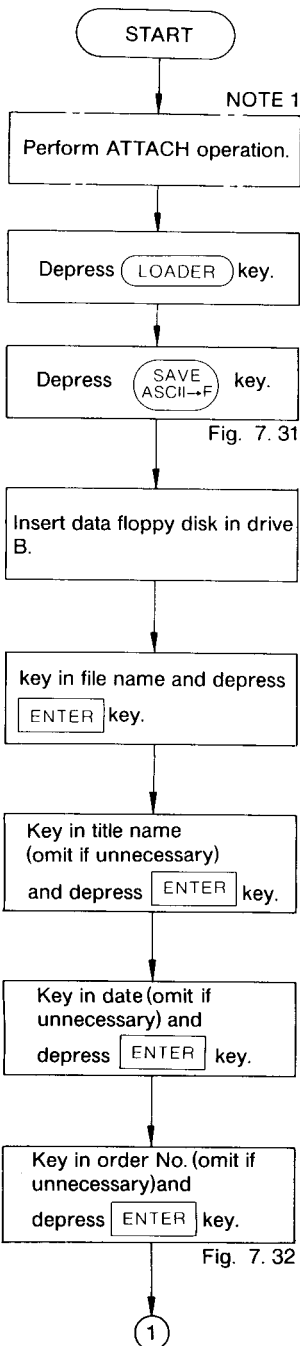 START
NOTE 1
Perform ATTACH operation.
Depress LOADER key.
SAVE
Depress key.
ASCII→F
Fig. 7. 31
Insert data floppy disk in drive
B.
key in file name and depress
ENTER key.
Key in title name
(omit if unnecessary)
and depress ENTER key.
Key in date (omit if
unnecessary) and
depress ENTER key.
Key in order No. (omit if
unnecessary)and
depress ENTER key.
Fig. 7. 32
1